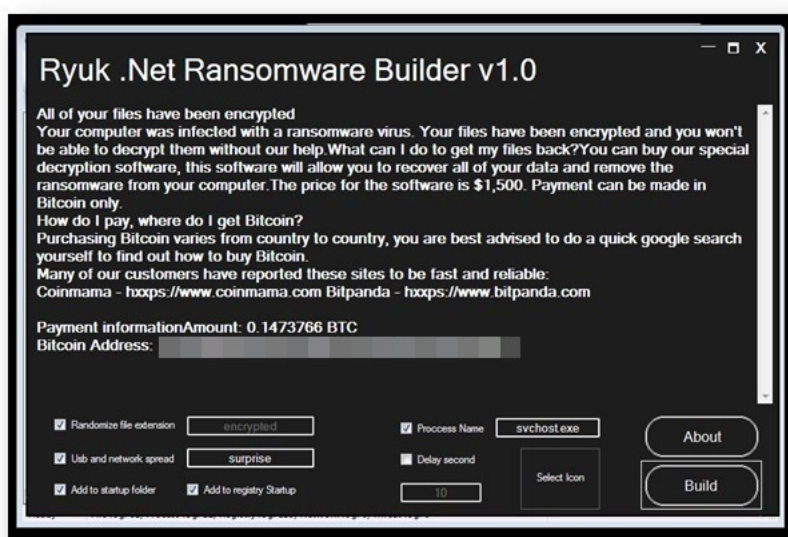 Ryuk .Net Ransomware Builder v1.0
All of your files have been encrypted
Your computer was infected with a ransomware virus. Your files have been encrypted and you won't
be able to decrypt them without our help.What can I do to get my files back?You can buy our special
decryption software, this software will allow you to recover all of your data and remove the
ransomware from your computer.The price for the software is $1,500. Payment can be made in
Bitcoin only.
How do I pay, where do I get Bitcoin?
Purchasing Bitcoin varies from country to country, you are best advised to do a quick google search
yourself to find out how to buy Bitcoin.
Many of our customers have reported these sites to be fast and reliable:
Coinmama - hxxps://www.coinmama.com Bitpanda - hxxps://www.bitpanda.com
Payment informationAmount: 0.1473766 BTC
Bitcoin Address:
Randomize file extension encrypted
Proccess Name svchost.exe
About
Usb and network spread surprise
Delay second
Select Icon
Add to startup folder Add to registry Startup
10
Build